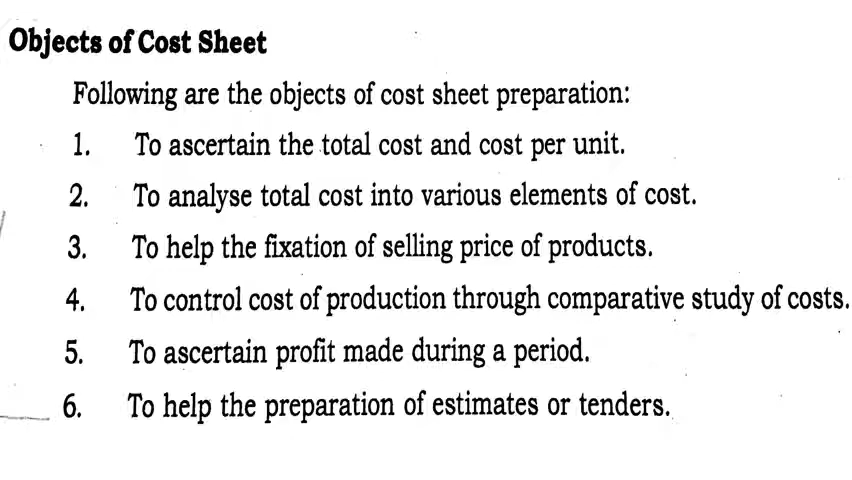 Objects of Cost Sheet
Following are the objects of cost sheet preparation:
1. To ascertain the total cost and cost per unit.
2. To analyse total cost into various elements of cost.
3. To help the fixation of selling price of products.
4. To control cost of production through comparative study of costs.
5. To ascertain profit made during a period.
6. To help the preparation of estimates or tenders.